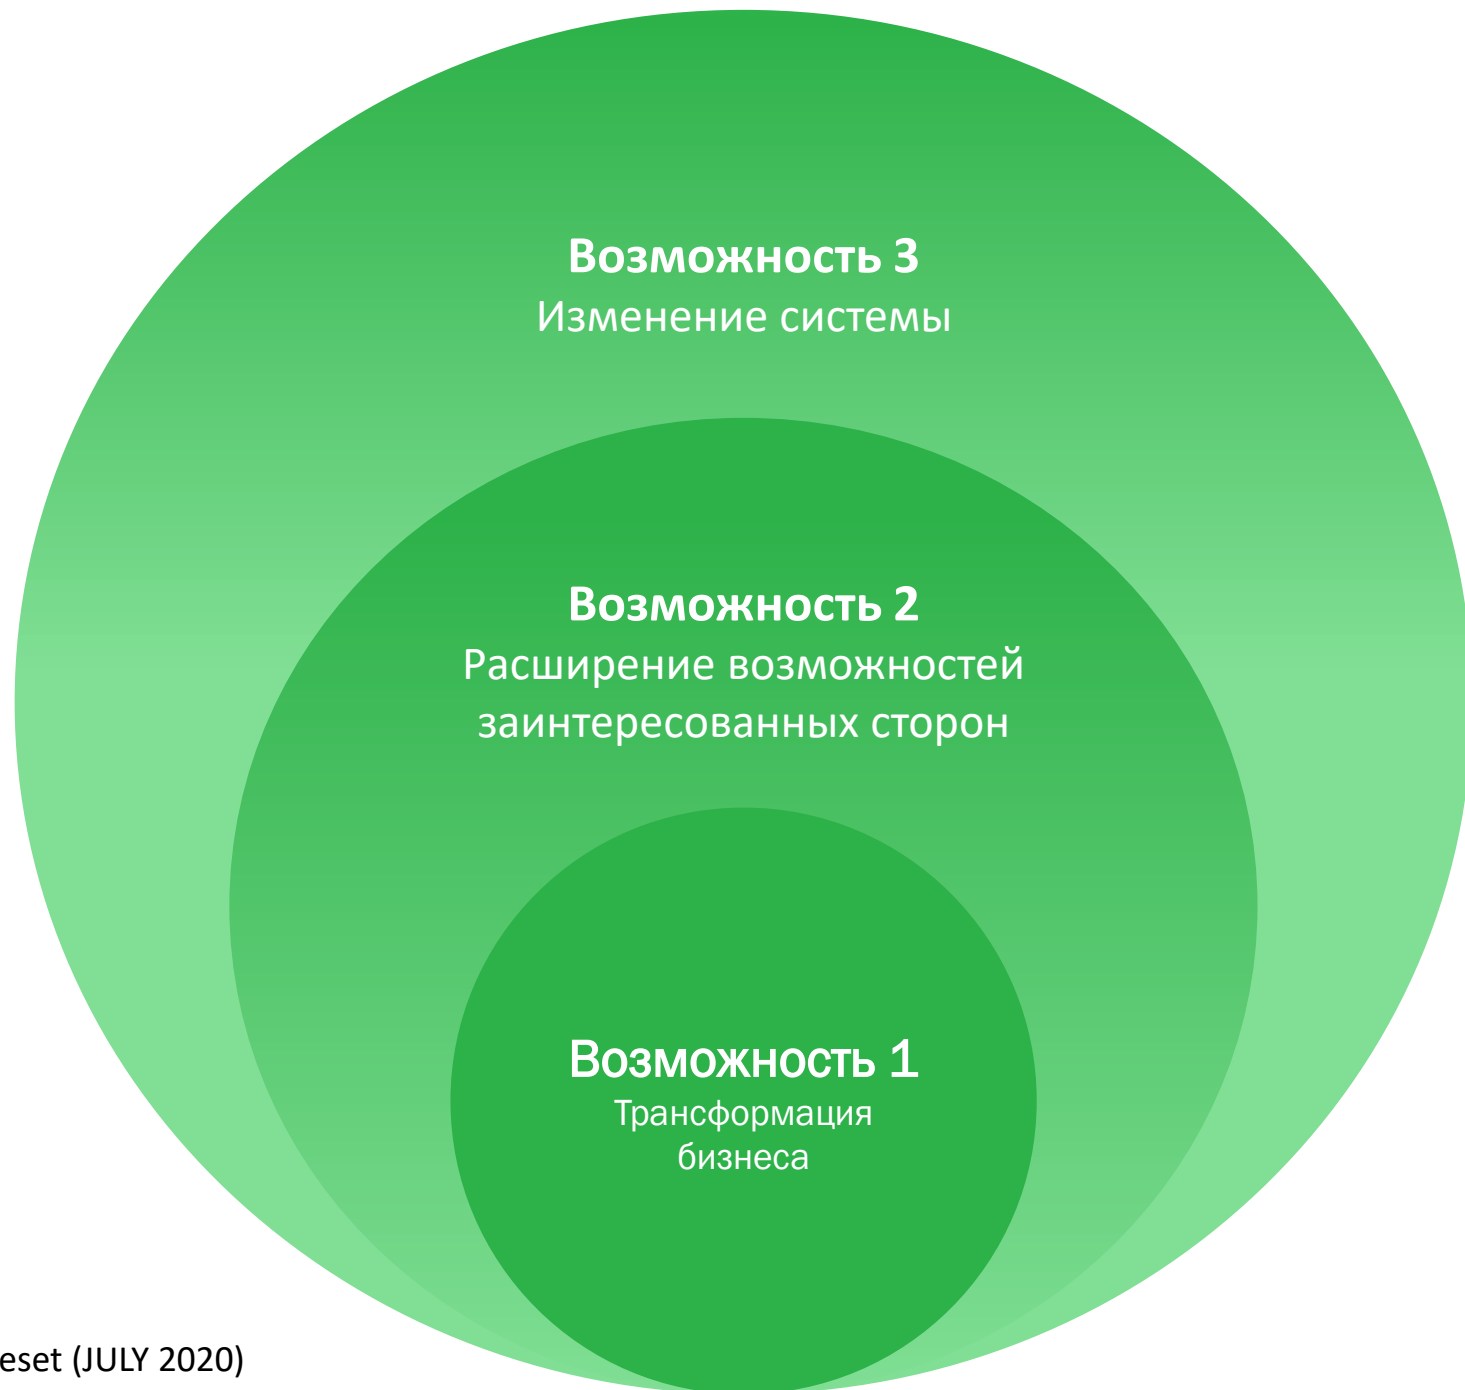 Возможность 3
Изменение системы
Возможность 2
Расширение возможностей
заинтересованных сторон
Возможность 1
Трансформация
бизнеса
eset (JULY 2020)